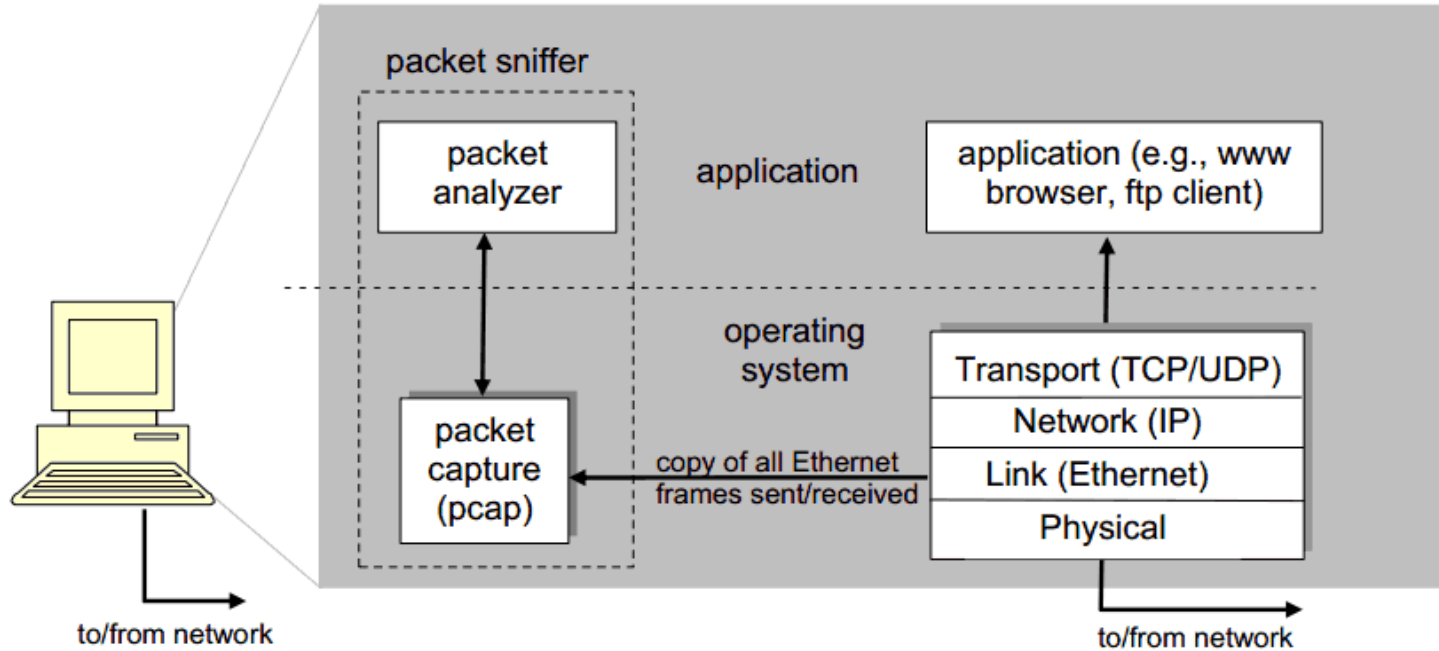 packet sniffer
packet
analyzer
application
application (e.g., www
browser, ftp client)
operating
system
packet
capture
(pcap)
copy of all Ethernet
frames sent/received
Transport (TCP/UDP)
Network (IP)
Link (Ethernet)
Physical
to/from network
to/from network